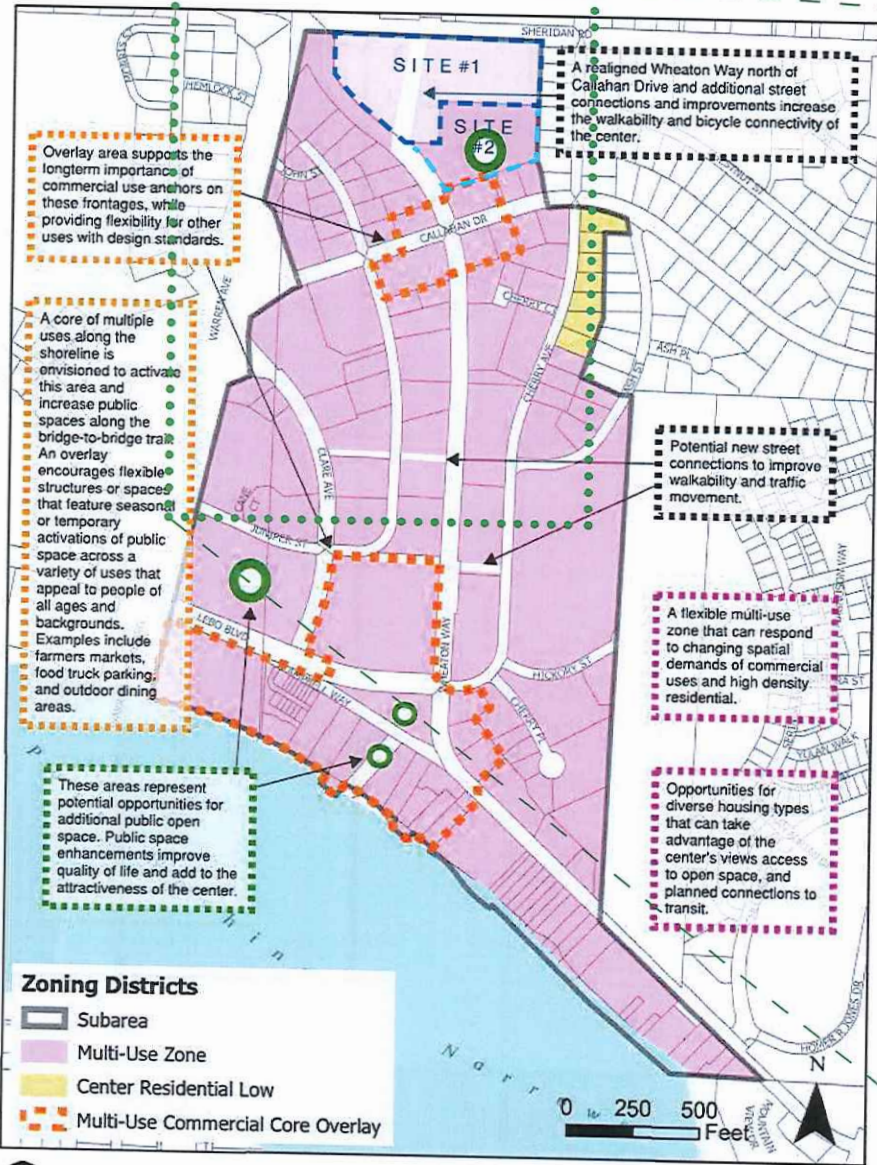 SHERIDAN RD
SITE #1
SITE
#2
A realigned Wheaton Way north of
Callahan Drive and additional street
connections and improvements increase
the walkability and bicycle connectivity of
the center.
HEMLOCK ST
Overlay area supports the
longterm importance of
commercial use anchors on
these frontages, while
providing flexibility for other
uses with design standards.
JOHN ST
CALLAHAN DR
CHERRY CT
WARREN AVE
CHERRY AVE
ASH PL
ASH ST
A core of multiple
uses along the
shoreline is
envisioned to activate
this area and
increase public
spaces along the
bridge-to-bridge trail.
An overlay
encourages flexible
structures or spaces
that feature seasonal
or temporary
activations of public
space across a
variety of uses that
appeal to people of
all ages and
backgrounds.
Examples include
farmers markets,
food truck parking,
and outdoor dining
areas.
CLARE AVE
Potential new street
connections to improve
walkability and traffic
movement.
JUNIPER ST
LEBO BLVD
WHEATON WAY
HICKORY ST
CHERRY PL
A flexible multi-use
zone that can respond
to changing spatial
demands of commercial
uses and high density
residential.
These areas represent
potential opportunities for
additional public open
space. Public space
enhancements improve
quality of life and add to the
attractiveness of the center.
Opportunities for
diverse housing types
that can take
advantage of the
center's views access
to open space, and
planned connections to
transit.
Zoning Districts
Subarea
Multi-Use Zone
Center Residential Low
Multi-Use Commercial Core Overlay
HOMER R JONES DR
N
0 250 500
Feet